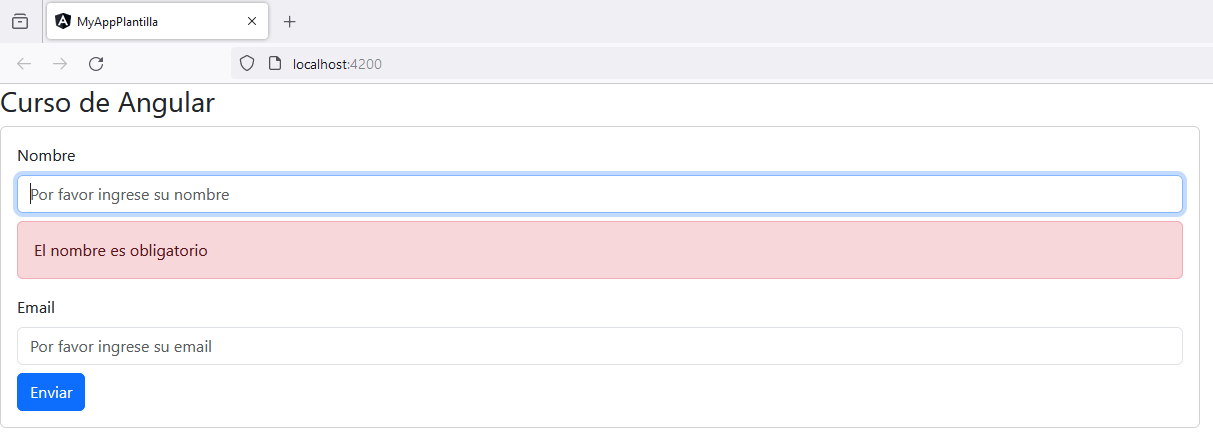 MyAppPlantilla
localhost:4200
Curso de Angular
Nombre
Por favor ingrese su nombre
El nombre es obligatorio
Email
Por favor ingrese su email
Enviar